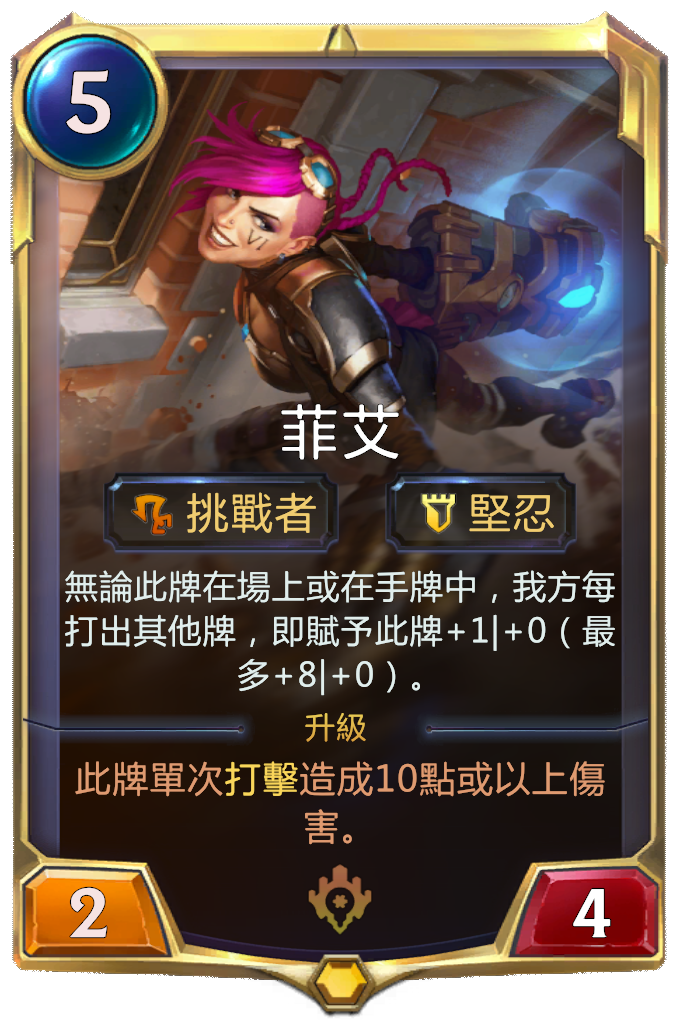 5
VI
菲艾
挑戰者
堅忍
無論此牌在場上或在手牌中，我方每
打出其他牌，即賦予此牌+1|+0（最
多+8|+0）。
升級
此牌單次打擊造成10點或以上傷
害。
2
4